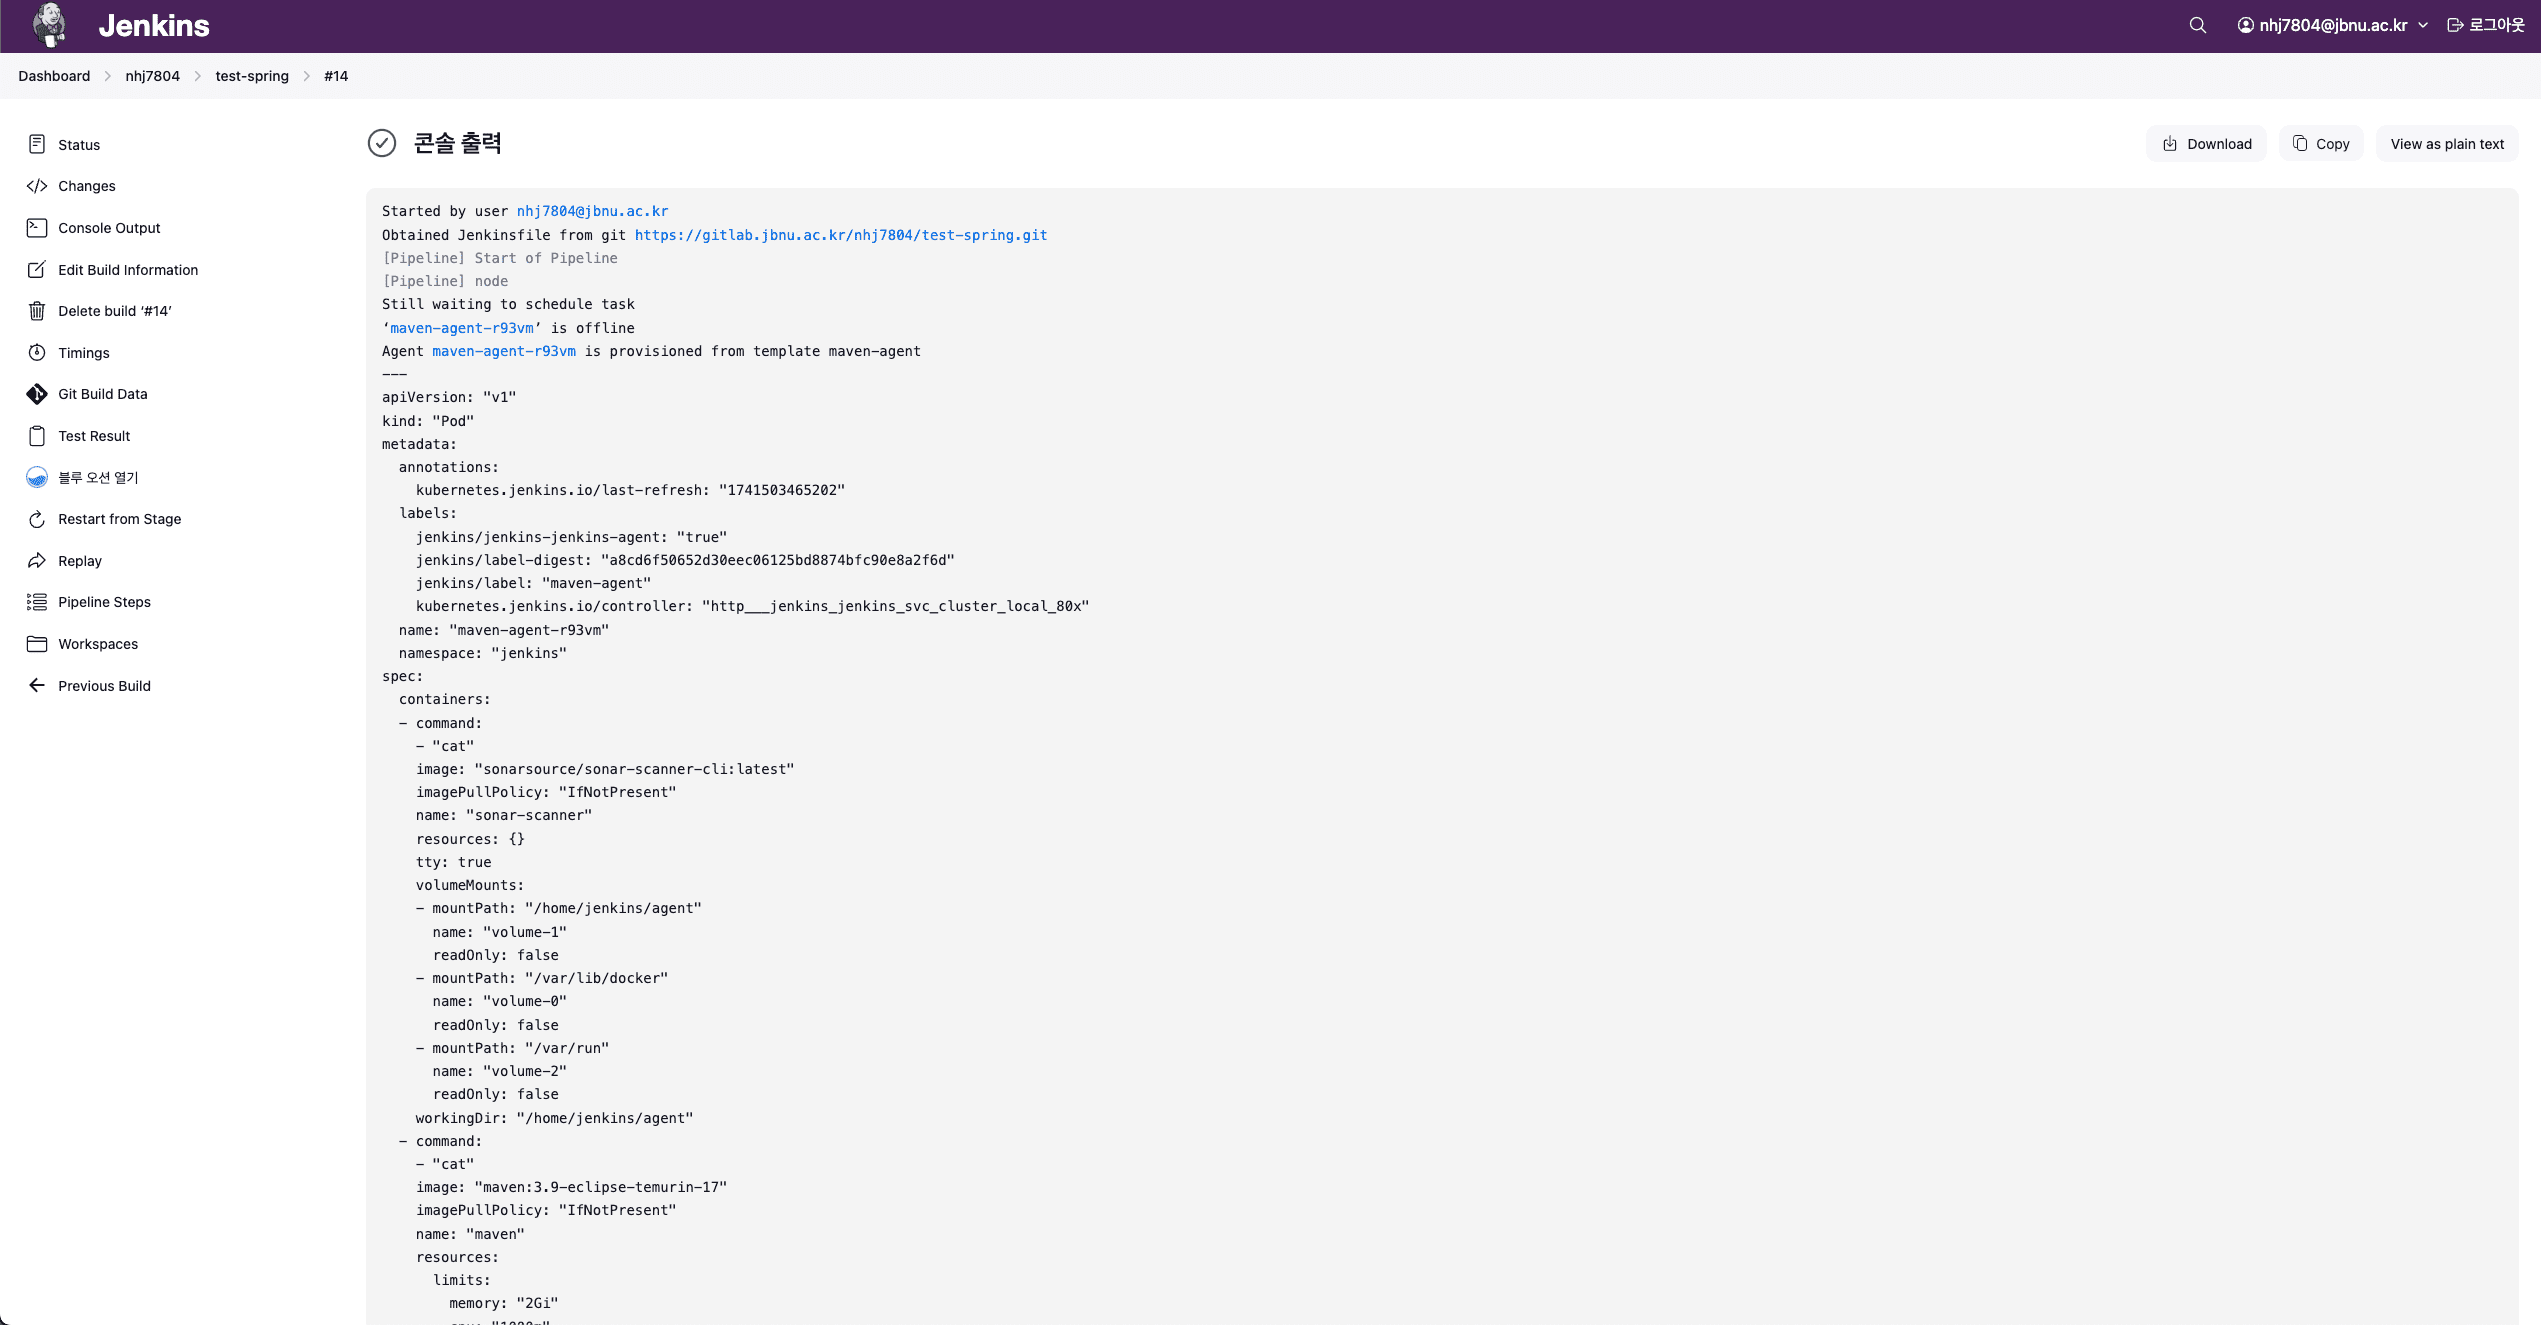 Jenkins
nhj7804@jbnu.ac.kr
로그아웃
Dashboard > nhj7804 > test-spring > #14
Status
Changes
Console Output
Edit Build Information
Delete build ‘#14’
Timings
Git Build Data
Test Result
블루 오션 열기
Restart from Stage
Replay
Pipeline Steps
Workspaces
Previous Build
콘솔 출력
Download
Copy
View as plain text
Started by user nhj7804@jbnu.ac.kr
Obtained Jenkinsfile from git https://gitlab.jbnu.ac.kr/nhj7804/test-spring.git
[Pipeline] Start of Pipeline
[Pipeline] node
Still waiting to schedule task
‘maven-agent-r93vm’ is offline
Agent maven-agent-r93vm is provisioned from template maven-agent
---
apiVersion: "v1"
kind: "Pod"
metadata:
  annotations:
    kubernetes.jenkins.io/last-refresh: "1741503465202"
  labels:
    jenkins/jenkins-jenkins-agent: "true"
    jenkins/label-digest: "a8cd6f50652d30eec06125bd8874bfc90e8a2f6d"
    jenkins/label: "maven-agent"
    kubernetes.jenkins.io/controller: "http___jenkins_jenkins_svc_cluster_local_80x"
  name: "maven-agent-r93vm"
  namespace: "jenkins"
spec:
  containers:
  - command:
    - "cat"
    image: "sonarsource/sonar-scanner-cli:latest"
    imagePullPolicy: "IfNotPresent"
    name: "sonar-scanner"
    resources: {}
    tty: true
    volumeMounts:
    - mountPath: "/home/jenkins/agent"
      name: "volume-1"
      readOnly: false
    - mountPath: "/var/lib/docker"
      name: "volume-0"
      readOnly: false
    - mountPath: "/var/run"
      name: "volume-2"
      readOnly: false
    workingDir: "/home/jenkins/agent"
  - command:
    - "cat"
    image: "maven:3.9-eclipse-temurin-17"
    imagePullPolicy: "IfNotPresent"
    name: "maven"
    resources:
      limits:
        memory: "2Gi"